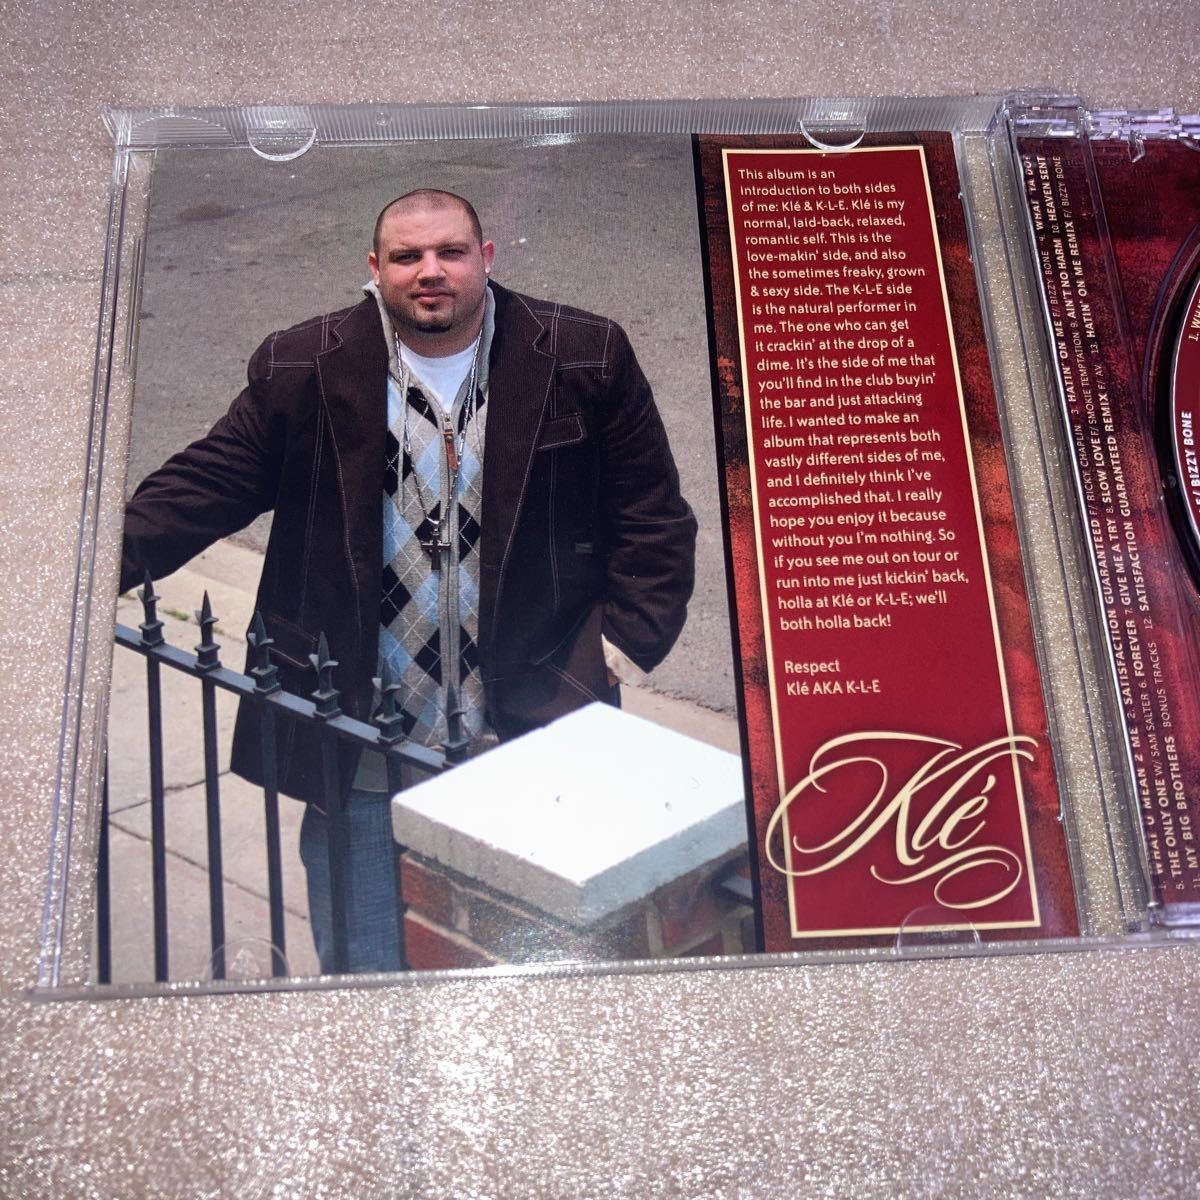 This album is an
introduction to both sides
of me: Klé & K-L-E. Klé is my
normal, laid-back, relaxed,
romantic self. This is the
love-makin' side, and also
the sometimes freaky, grown
& sexy side. The K-L-E side
is the natural performer in
me. The one who can get
it crackin' at the drop of a
dime. It's the side of me that
you'll find in the club buyin'
the bar and just attacking
life. I wanted to make an
album that represents both
vastly different sides of me,
and I definitely think I've
accomplished that. I really
hope you enjoy it because
without you I'm nothing. So
if you see me out on tour or
run into me just kickin' back,
holla at Klé or K-L-E; we'll
both holla back!
Respect
Klé AKA K-L-E
Klé
1. WHAT U MEAN 2 ME 2. SATISFACTION GUARANTEED F/ RICKY CHAPLIN 3. HATIN' ON ME F/ BIZZY BONE 4. WHAT 'TA DO?
5. THE ONLY ONE W/ SAM SALTER 6. FOREVER 7. GIVE ME A TRY 8. SLOW LOVE F/ SMOKIE TEMPTATION 9. AIN'T NO HARM 10. HEAVEN SENT
MY BIG BROTHERS BONUS TRACKS 12. SATISFACTION GUARANTEED REMIX F/ AV. 13. HATIN' ON ME REMIX F/ BIZZY BONE
F/ BIZZY BONE